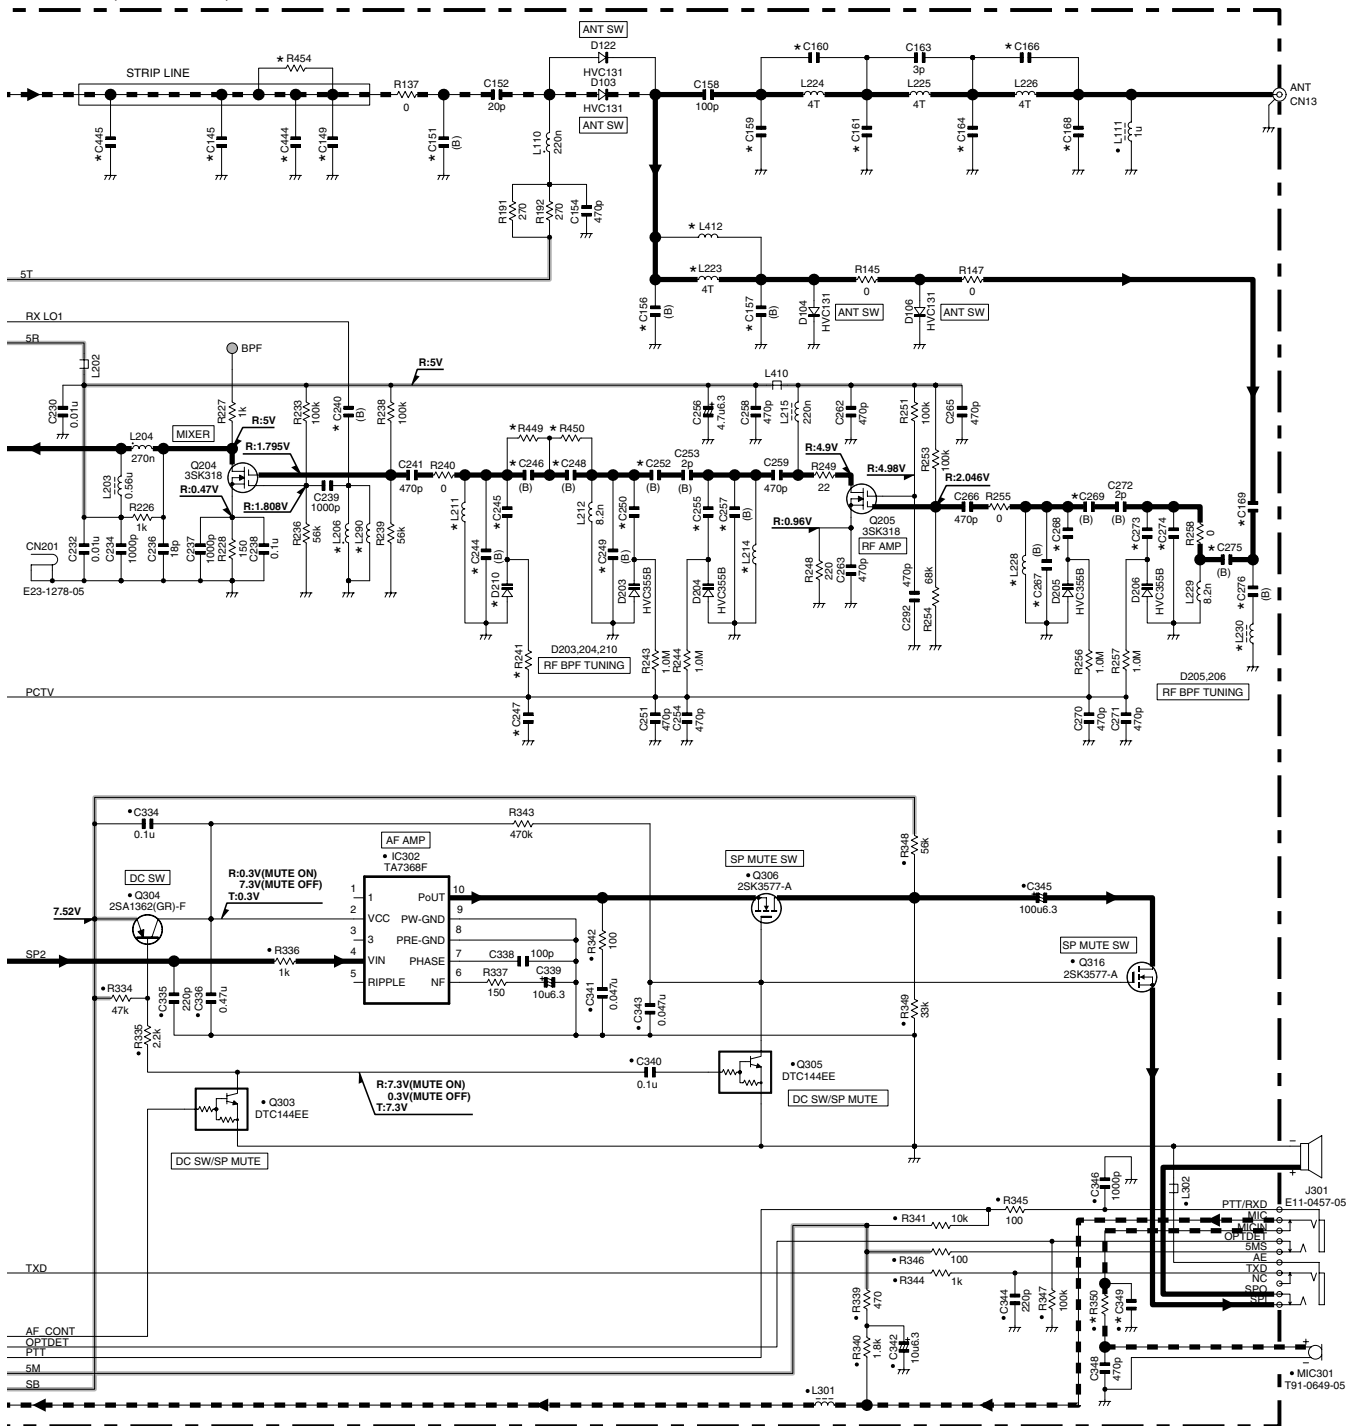 ANT SW
D122
HVC131
D103
HVC131
ANT SW
* R454
STRIP LINE
R137
0
C152
20p
C158
100p
* C160
L224
4T
C163
3p
L225
4T
* C166
L226
4T
ANT
CN13
* C445
* C145
* C444
* C149
* C151
(B)
L110
220n
* C159
* C161
* C164
* C168
• L111
1u
R191
270
R192
270
C154
470p
* L412
* L223
4T
R145
0
R147
0
5T
* C156
(B)
* C157
(B)
D104
HVC131
ANT SW
D106
HVC131
ANT SW
RX LO1
5R
L202
BPF
R:5V
L410
C230
0.01u
R227
1k
R233
100k
* C240
(B)
R238
100k
C256
4.7u6.3
C258
470p
L215
220n
C262
470p
R251
100k
C265
470p
MIXER
R:5V
L204
270n
R:1.795V
* R449
* R450
R:4.9V
R:4.98V
R253
100k
Q204
3SK318
C241
470p
R240
0
* C246
(B)
* C248
(B)
* C252
(B)
C253
2p
C259
470p
R249
22
R:2.046V
L203
0.56u
R:0.47V
R:1.808V
C239
1000p
Q205
3SK318
RF AMP
R:0.96V
C266
470p
R255
0
* C269
(B)
C272
2p
* C169
R226
1k
CN201
E23-1278-05
C232
0.01u
C234
1000p
C236
18p
C237
1000p
R228
150
C238
0.1u
R236
56k
* L206
* L290
R239
56k
* L211
* C244
(B)
* C245
* D210
L212
8.2n
* C249
(B)
* C250
D203
HVC355B
* C255
D204
HVC355B
* C257
(B)
* L214
R248
220
C263
470p
470p
C292
68k
R254
* L228
* C267
(B)
* C268
D205
HVC355B
* C273
D206
HVC355B
* C274
R258
0
L229
8.2n
* C275
(B)
* C276
(B)
* L230
* R241
D203,204,210
RF BPF TUNING
R243
1.0M
R244
1.0M
R256
1.0M
R257
1.0M
D205,206
RF BPF TUNING
PCTV
* C247
C251
470p
C254
470p
C270
470p
C271
470p
• C334
0.1u
R343
470k
AF AMP
• IC302
TA7368F
• R348
56k
SP MUTE SW
• Q306
2SK3577-A
DC SW
• Q304
2SA1362(GR)-F
R:0.3V(MUTE ON)
7.3V(MUTE OFF)
T:0.3V
1
2
3
4
5
1
VCC
3
VIN
RIPPLE
PoUT
PW-GND
PRE-GND
PHASE
NF
10
9
8
7
6
• C345
100u6.3
7.52V
SP MUTE SW
• Q316
2SK3577-A
SP2
• R336
1k
C338
100p
R337
150
C339
10u6.3
• R342
100
• C341
0.047u
• C343
0.047u
• R349
33k
• R334
47k
• C335
220p
• C336
0.47u
• R335
2.2k
• C340
0.1u
• Q305
DTC144EE
DC SW/SP MUTE
R:7.3V(MUTE ON)
0.3V(MUTE OFF)
T:7.3V
• Q303
DTC144EE
DC SW/SP MUTE
−
+
J301
E11-0457-05
• C346
1000p
• L302
• R345
100
• R341
10k
• R346
100
• R344
1k
PTT/RXD
MIC
MICIN
OPTDET
5MS
AE
TXD
NC
SPO
SPI
TXD
• R339
470
• C344
220p
• R347
100k
* R350
* C349
AF_CONT
OPTDET
PTT
5M
SB
• R340
1.8k
• C342
10u6.3
C348
470p
+
−
• MIC301
T91-0649-05
• L301